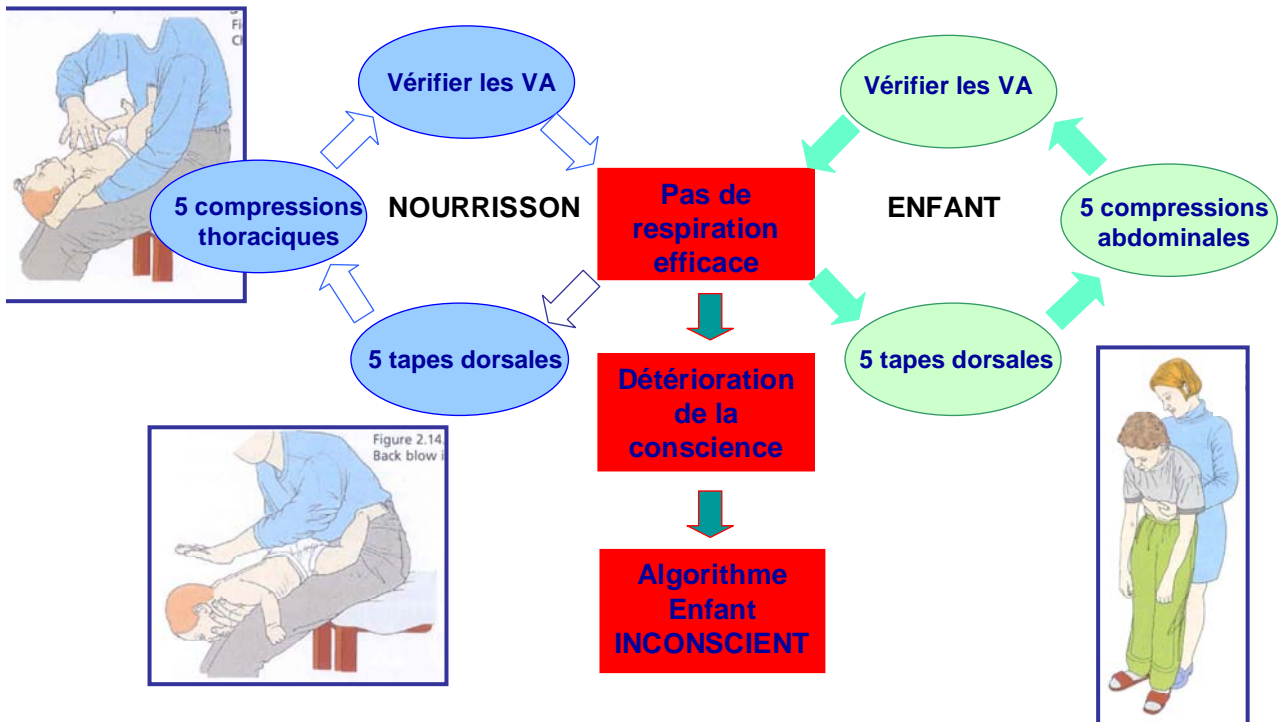 Fi
Vérifier les VA
Vérifier les VA
5 compressions
thoraciques
NOURRISSON
Pas de
respiration
efficace
ENFANT
5 compressions
abdominales
5 tapes dorsales
5 tapes dorsales
Détérioration
de la
conscience
Figure 2.14.
Back blow i
Algorithme
Enfant
INCONSCIENT